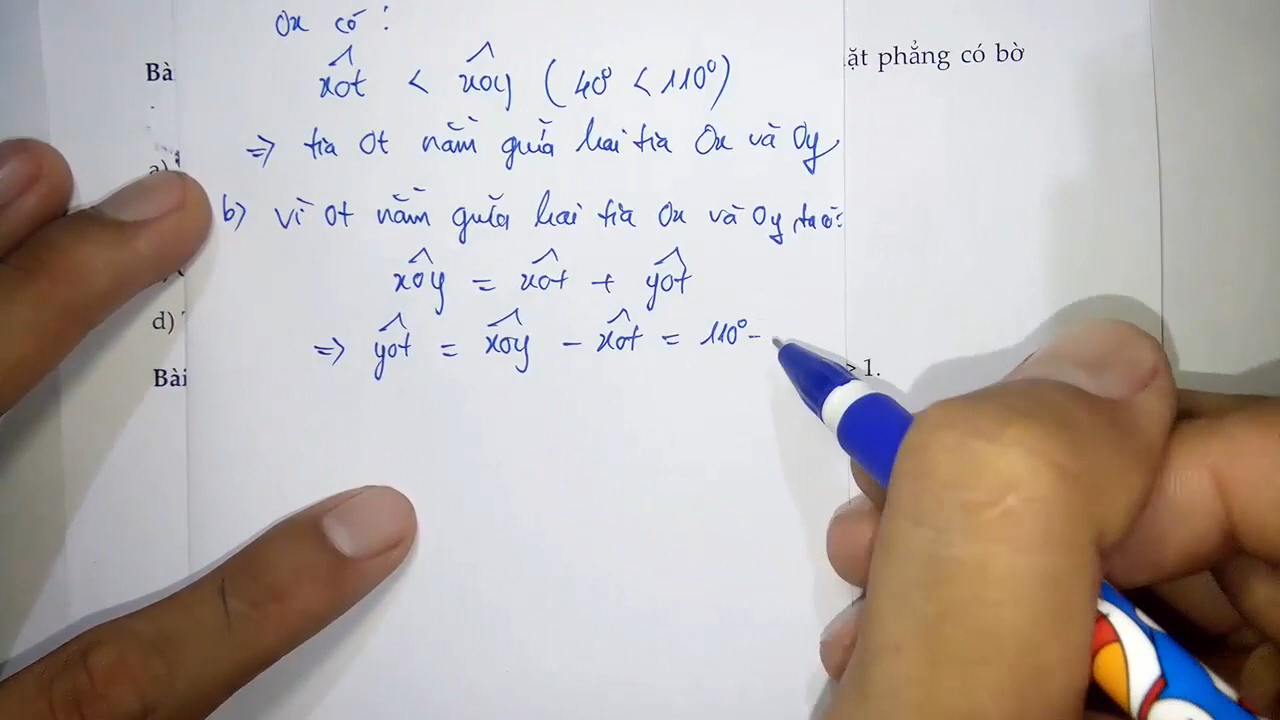 Ox có:
Bà
ặt phẳng có bờ
xOt < xOy (40° < 110°)
⇒ tia Ot nằm giữa hai tia Ox và Oy
a)
b) vì Ot nằm giữa hai tia Ox và Oy, ta có:
xOy = xOt + yOt
d)
⇒ yOt = xOy - xOt = 110° -
Bài
> 1.